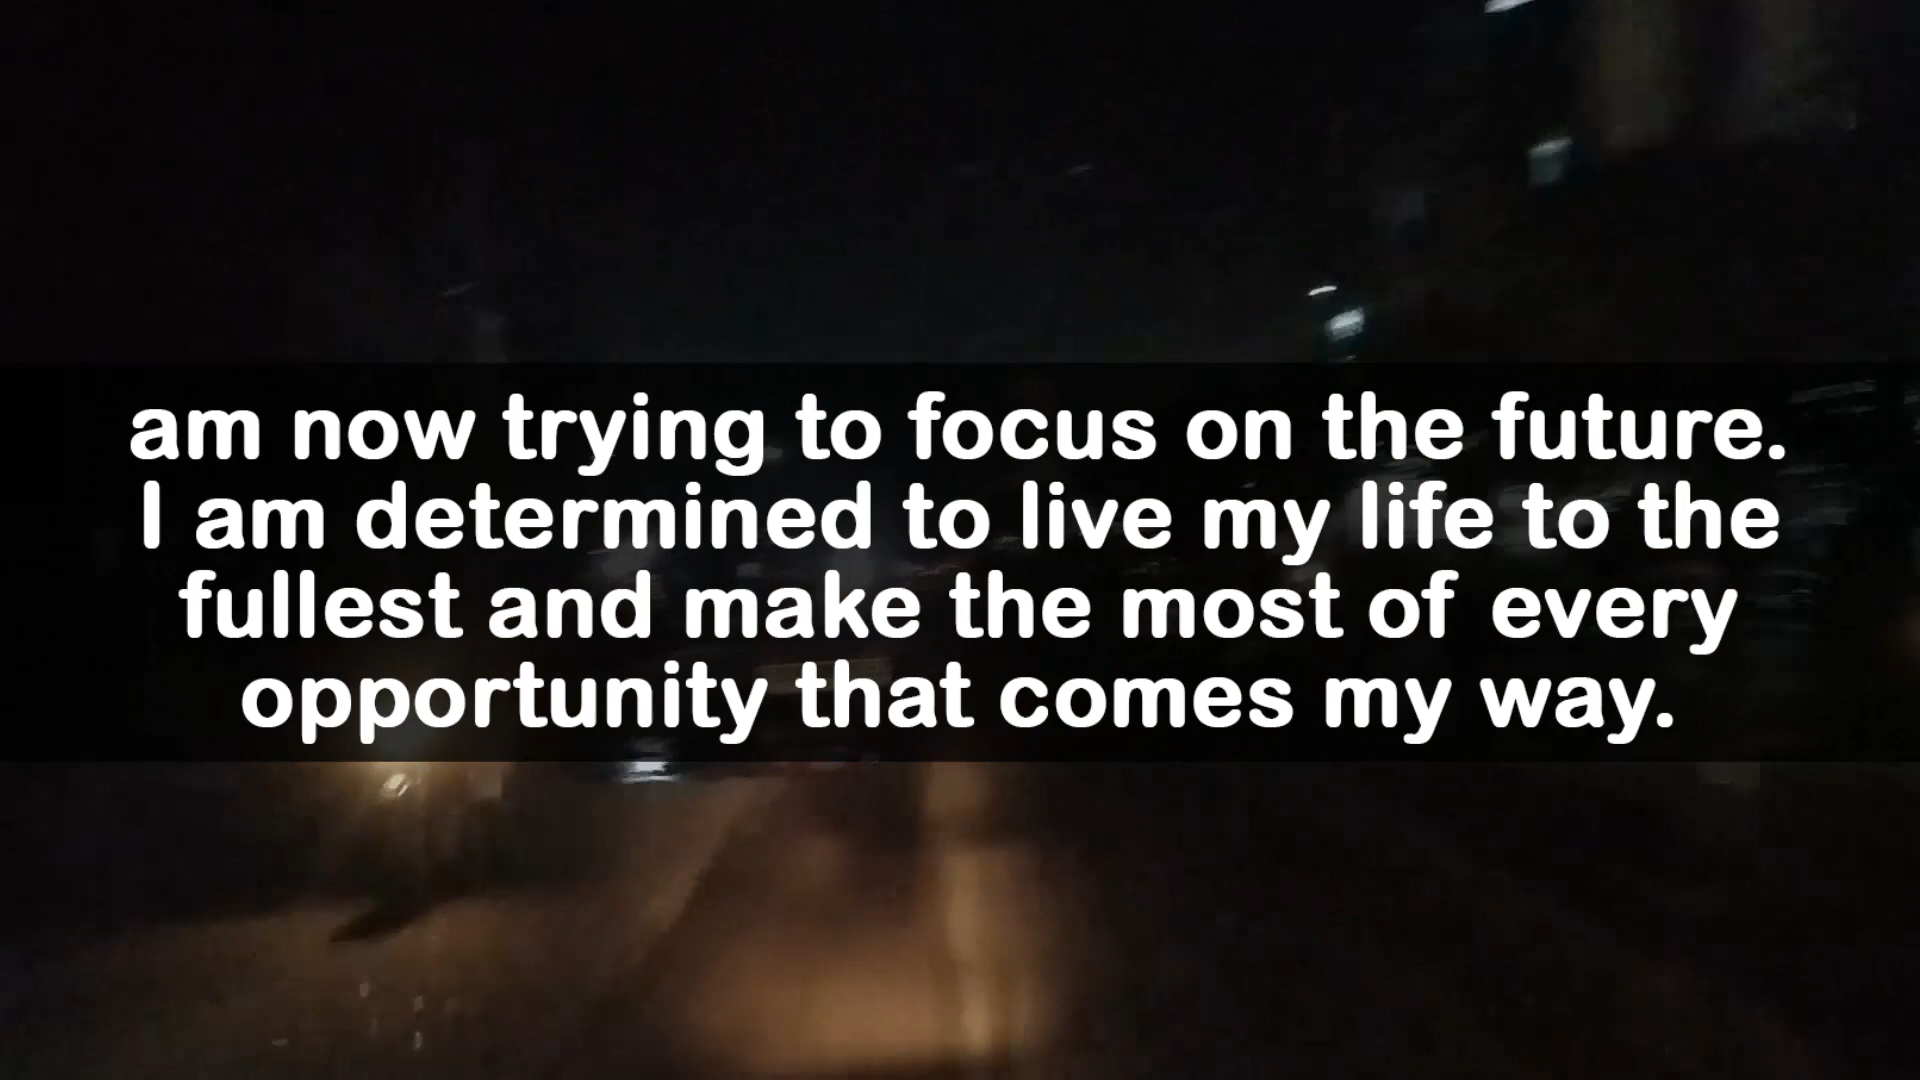 am now trying to focus on the future.
I am determined to live my life to the
fullest and make the most of every
opportunity that comes my way.